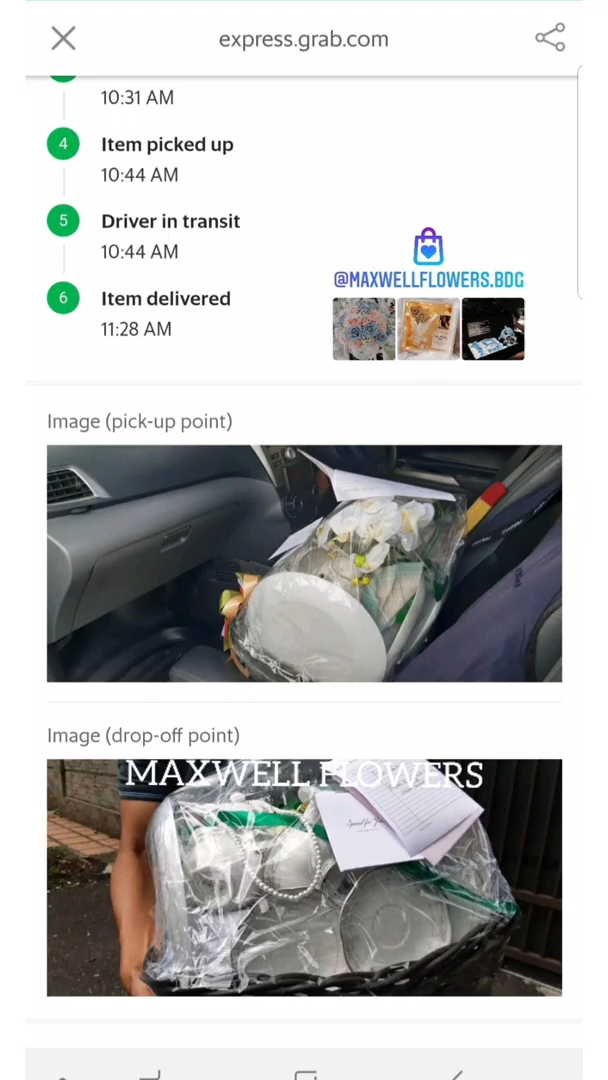 express.grab.com
10:31 AM
4 Item picked up
10:44 AM
5 Driver in transit
10:44 AM
@MAXWELLFLOWERS.BDG
6 Item delivered
11:28 AM
Image (pick-up point)
Image (drop-off point)
MAXWELL FLOWERS